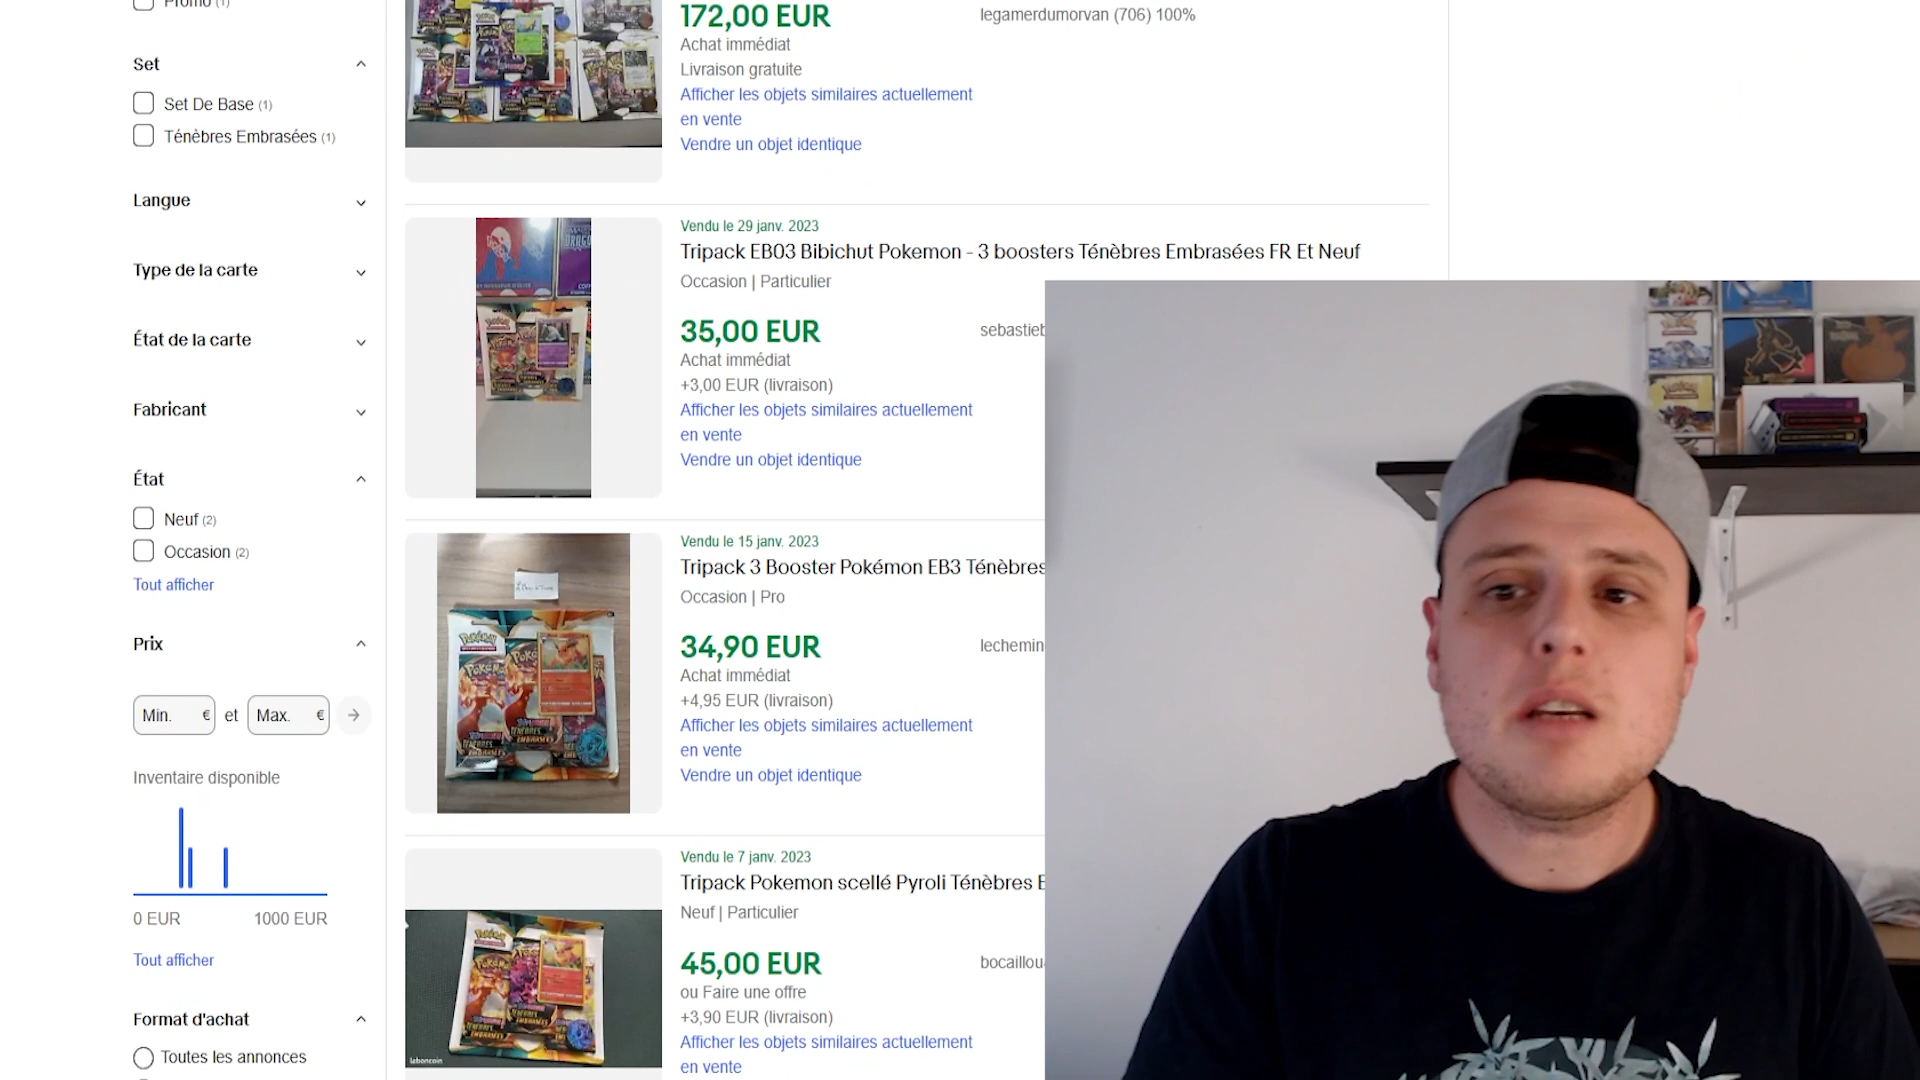 Promo (1)
Set
Set De Base (1)
Ténèbres Embrasées (1)
Langue
Type de la carte
État de la carte
Fabricant
État
Neuf (2)
Occasion (2)
Tout afficher
Prix
Min. €
et
Max. €
Inventaire disponible
0 EUR
1000 EUR
Tout afficher
Format d'achat
Toutes les annonces
172,00 EUR
legamerdumorvan (706) 100%
Achat immédiat
Livraison gratuite
Afficher les objets similaires actuellement
en vente
Vendre un objet identique
Vendu le 29 janv. 2023
Tripack EB03 Bibichut Pokemon - 3 boosters Ténèbres Embrasées FR Et Neuf
Occasion | Particulier
35,00 EUR
sebastieb
Achat immédiat
+3,00 EUR (livraison)
Afficher les objets similaires actuellement
en vente
Vendre un objet identique
Vendu le 15 janv. 2023
Tripack 3 Booster Pokémon EB3 Ténèbres
Occasion | Pro
34,90 EUR
lechemin
Achat immédiat
+4,95 EUR (livraison)
Afficher les objets similaires actuellement
en vente
Vendre un objet identique
Vendu le 7 janv. 2023
Tripack Pokemon scellé Pyroli Ténèbres E
Neuf | Particulier
45,00 EUR
bocaillou
ou Faire une offre
+3,90 EUR (livraison)
Afficher les objets similaires actuellement
en vente
leboncoin